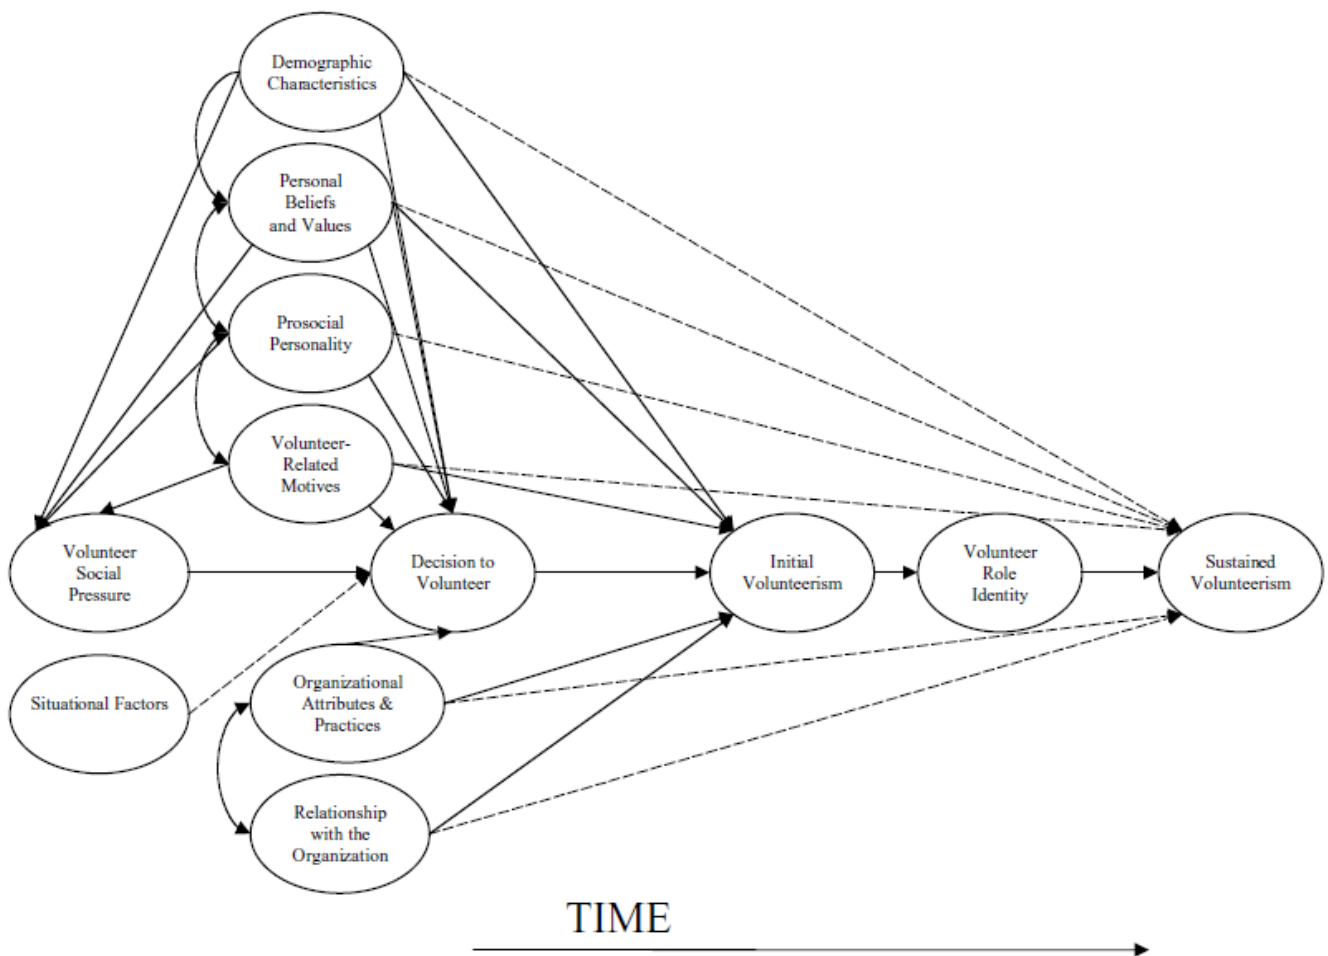 Demographic
Characteristics
Personal
Beliefs
and Values
Prosocial
Personality
Volunteer-
Related
Motives
Volunteer
Social
Pressure
Decision to
Volunteer
Initial
Volunteerism
Volunteer
Role
Identity
Sustained
Volunteerism
Situational Factors
Organizational
Attributes &
Practices
Relationship
with the
Organization
TIME